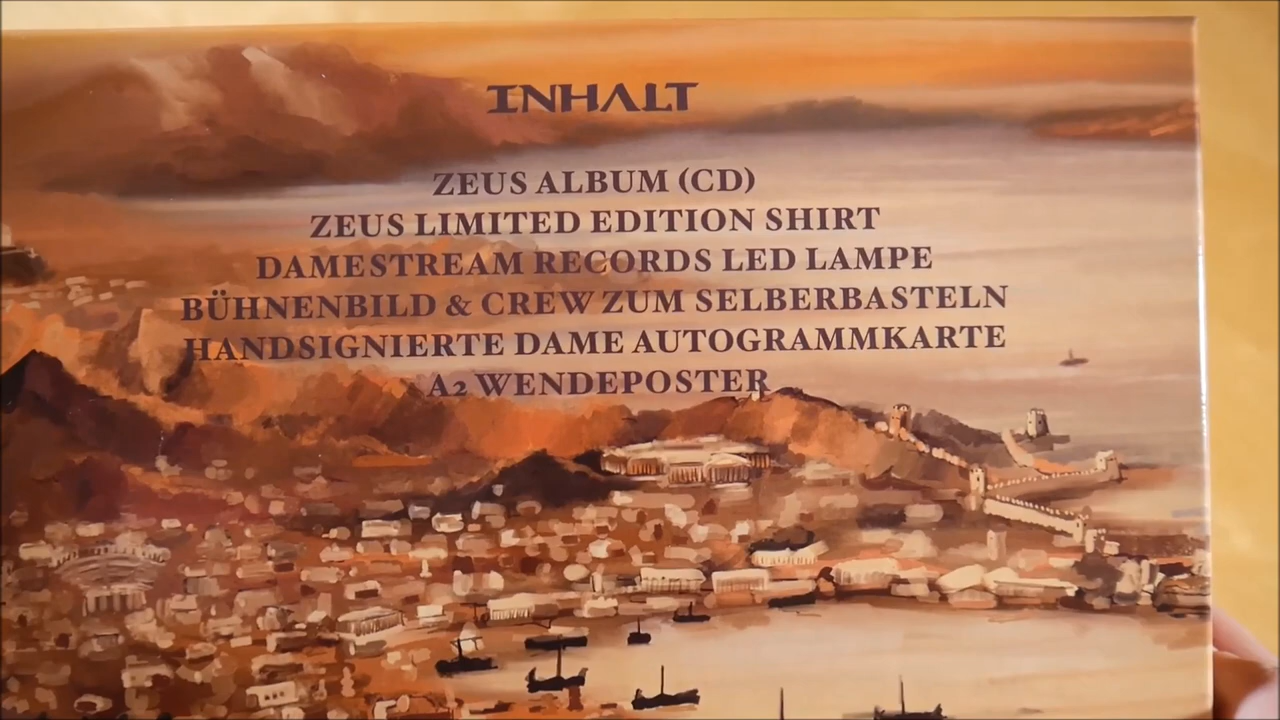 INHALT
ZEUS ALBUM (CD)
ZEUS LIMITED EDITION SHIRT
DAMESTREAM RECORDS LED LAMPE
BÜHNENBILD & CREW ZUM SELBERBASTELN
HANDSIGNIERTE DAME AUTOGRAMMKARTE
A2 WENDEPOSTER